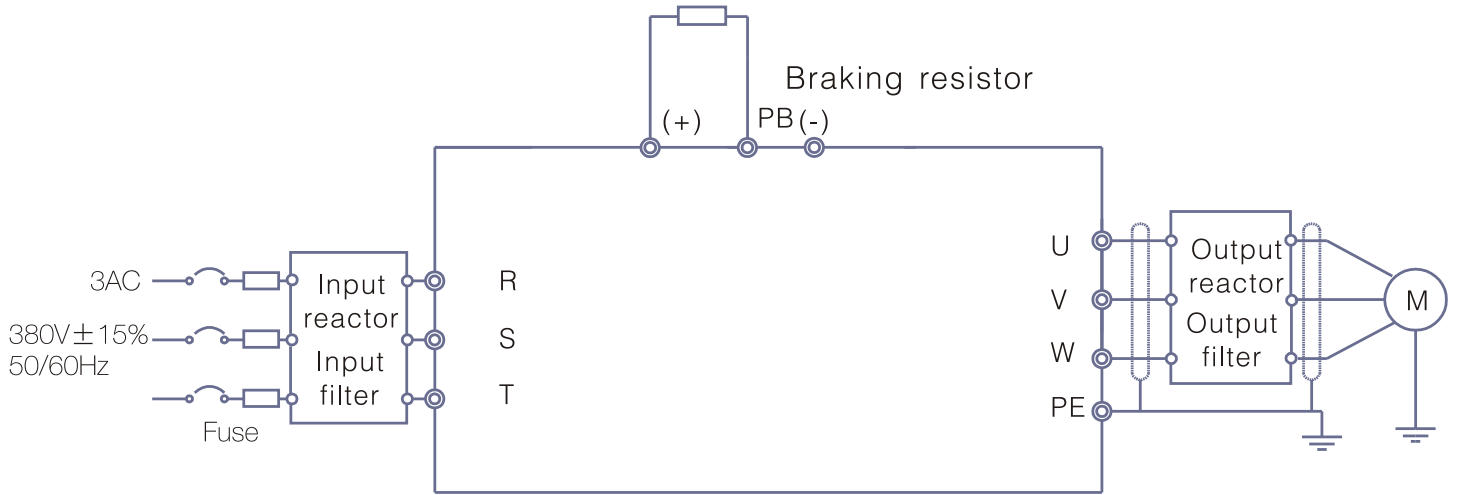 Braking resistor
(+)
PB
(-)
3AC
380V±15%
50/60Hz
Fuse
Input
reactor
Input
filter
R
S
T
U
V
W
PE
Output
reactor
Output
filter
M